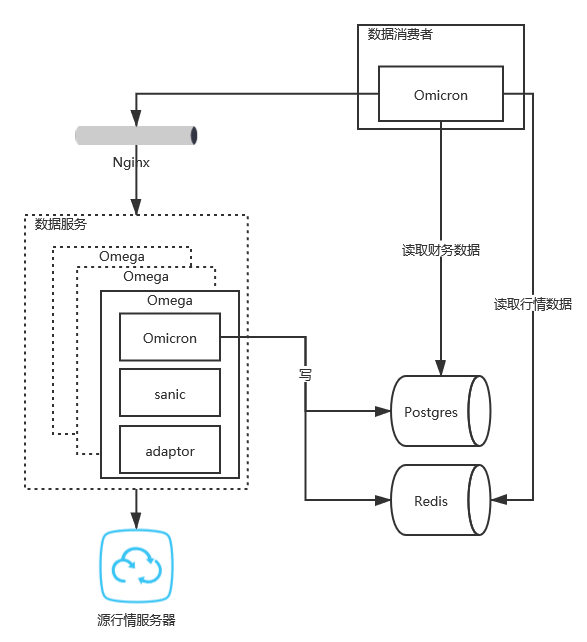 数据消费者
Omicron
Nginx
数据服务
Omega
Omega
Omega
Omicron
sanic
adaptor
读取财务数据
读取行情数据
写
Postgres
Redis
源行情服务器